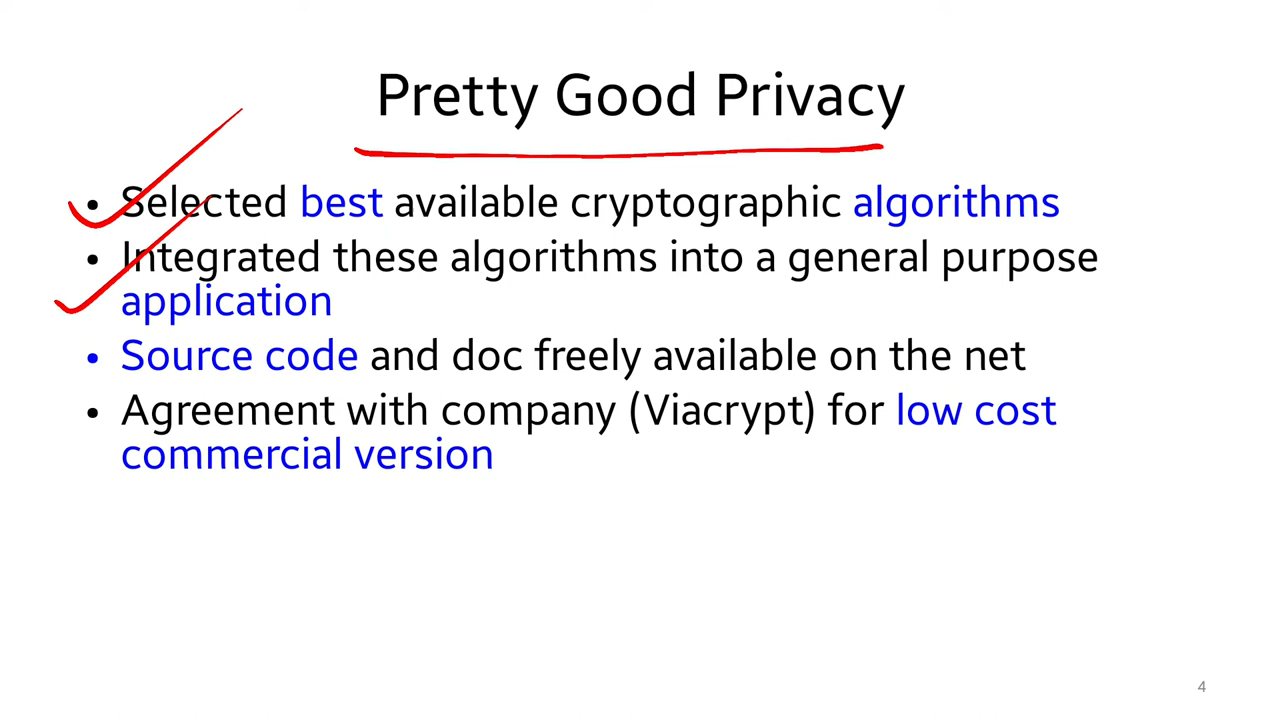 Pretty Good Privacy
• Selected best available cryptographic algorithms
• Integrated these algorithms into a general purpose
application
• Source code and doc freely available on the net
• Agreement with company (Viacrypt) for low cost
commercial version
4